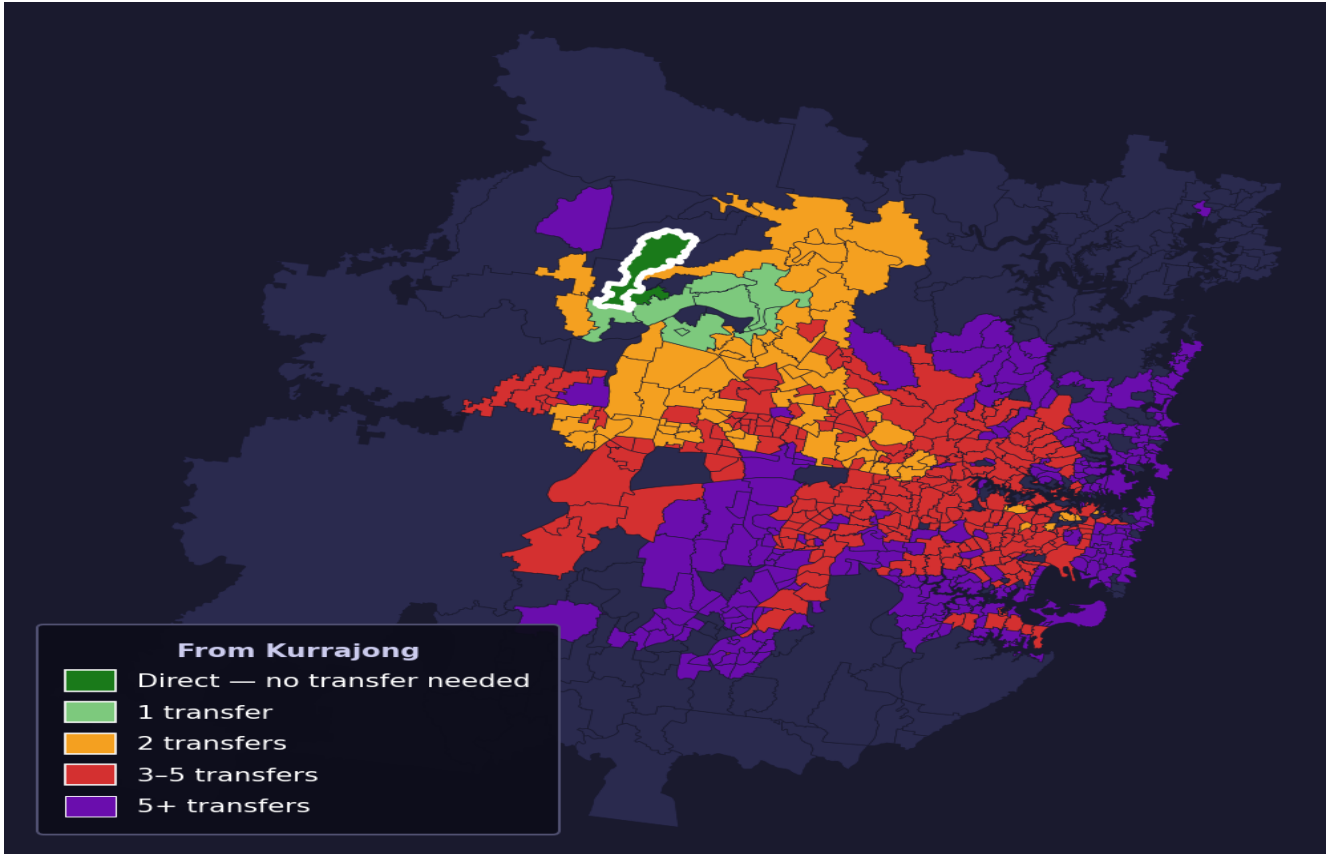 From Kurrajong
Direct — no transfer needed
1 transfer
2 transfers
3–5 transfers
5+ transfers